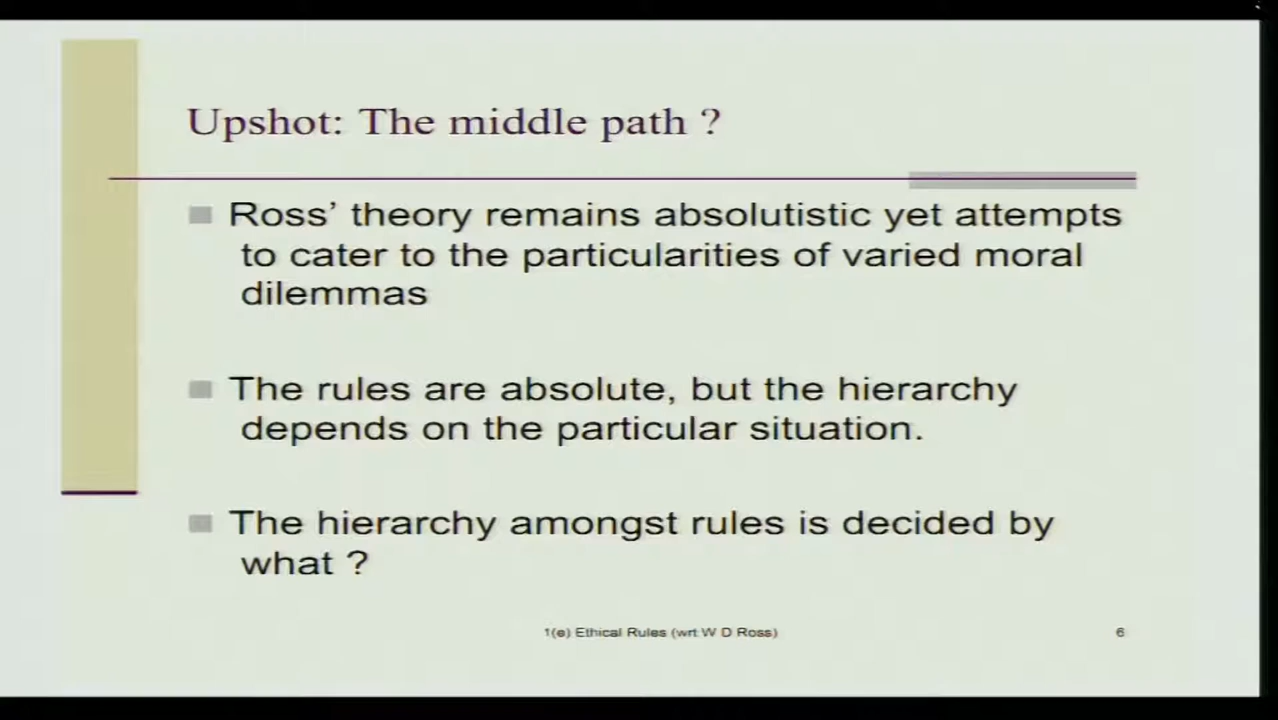 Upshot: The middle path ?
Ross’ theory remains absolutistic yet attempts
to cater to the particularities of varied moral
dilemmas
The rules are absolute, but the hierarchy
depends on the particular situation.
The hierarchy amongst rules is decided by
what ?
1(e) Ethical Rules (wrt W D Ross)
6